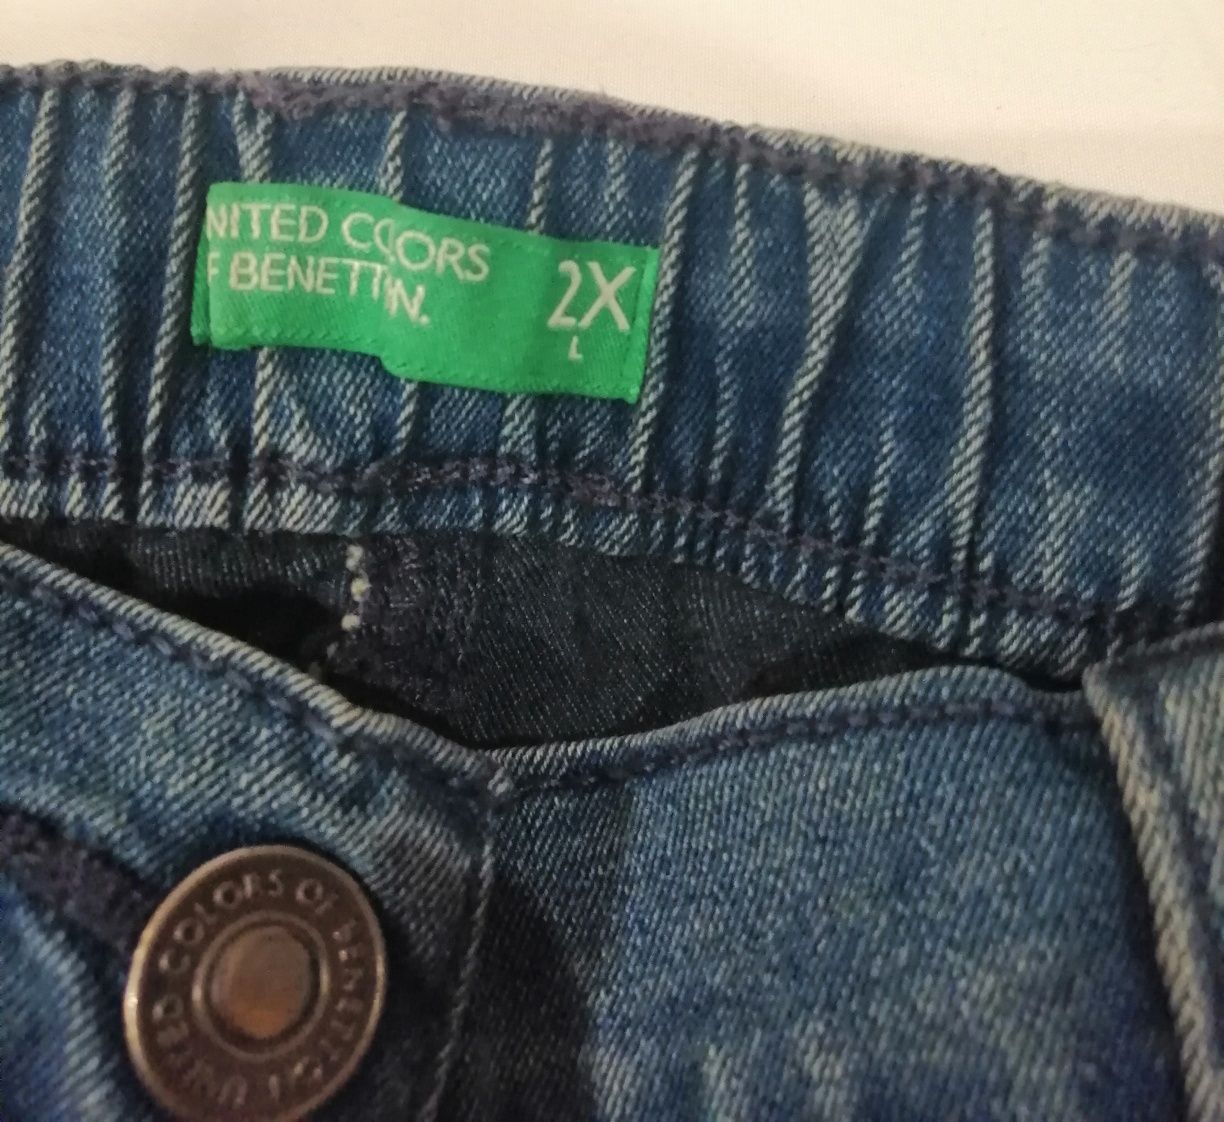 NITED COLORS
F BENETTON.
2X
L
UNITED COLORS OF BENETTON